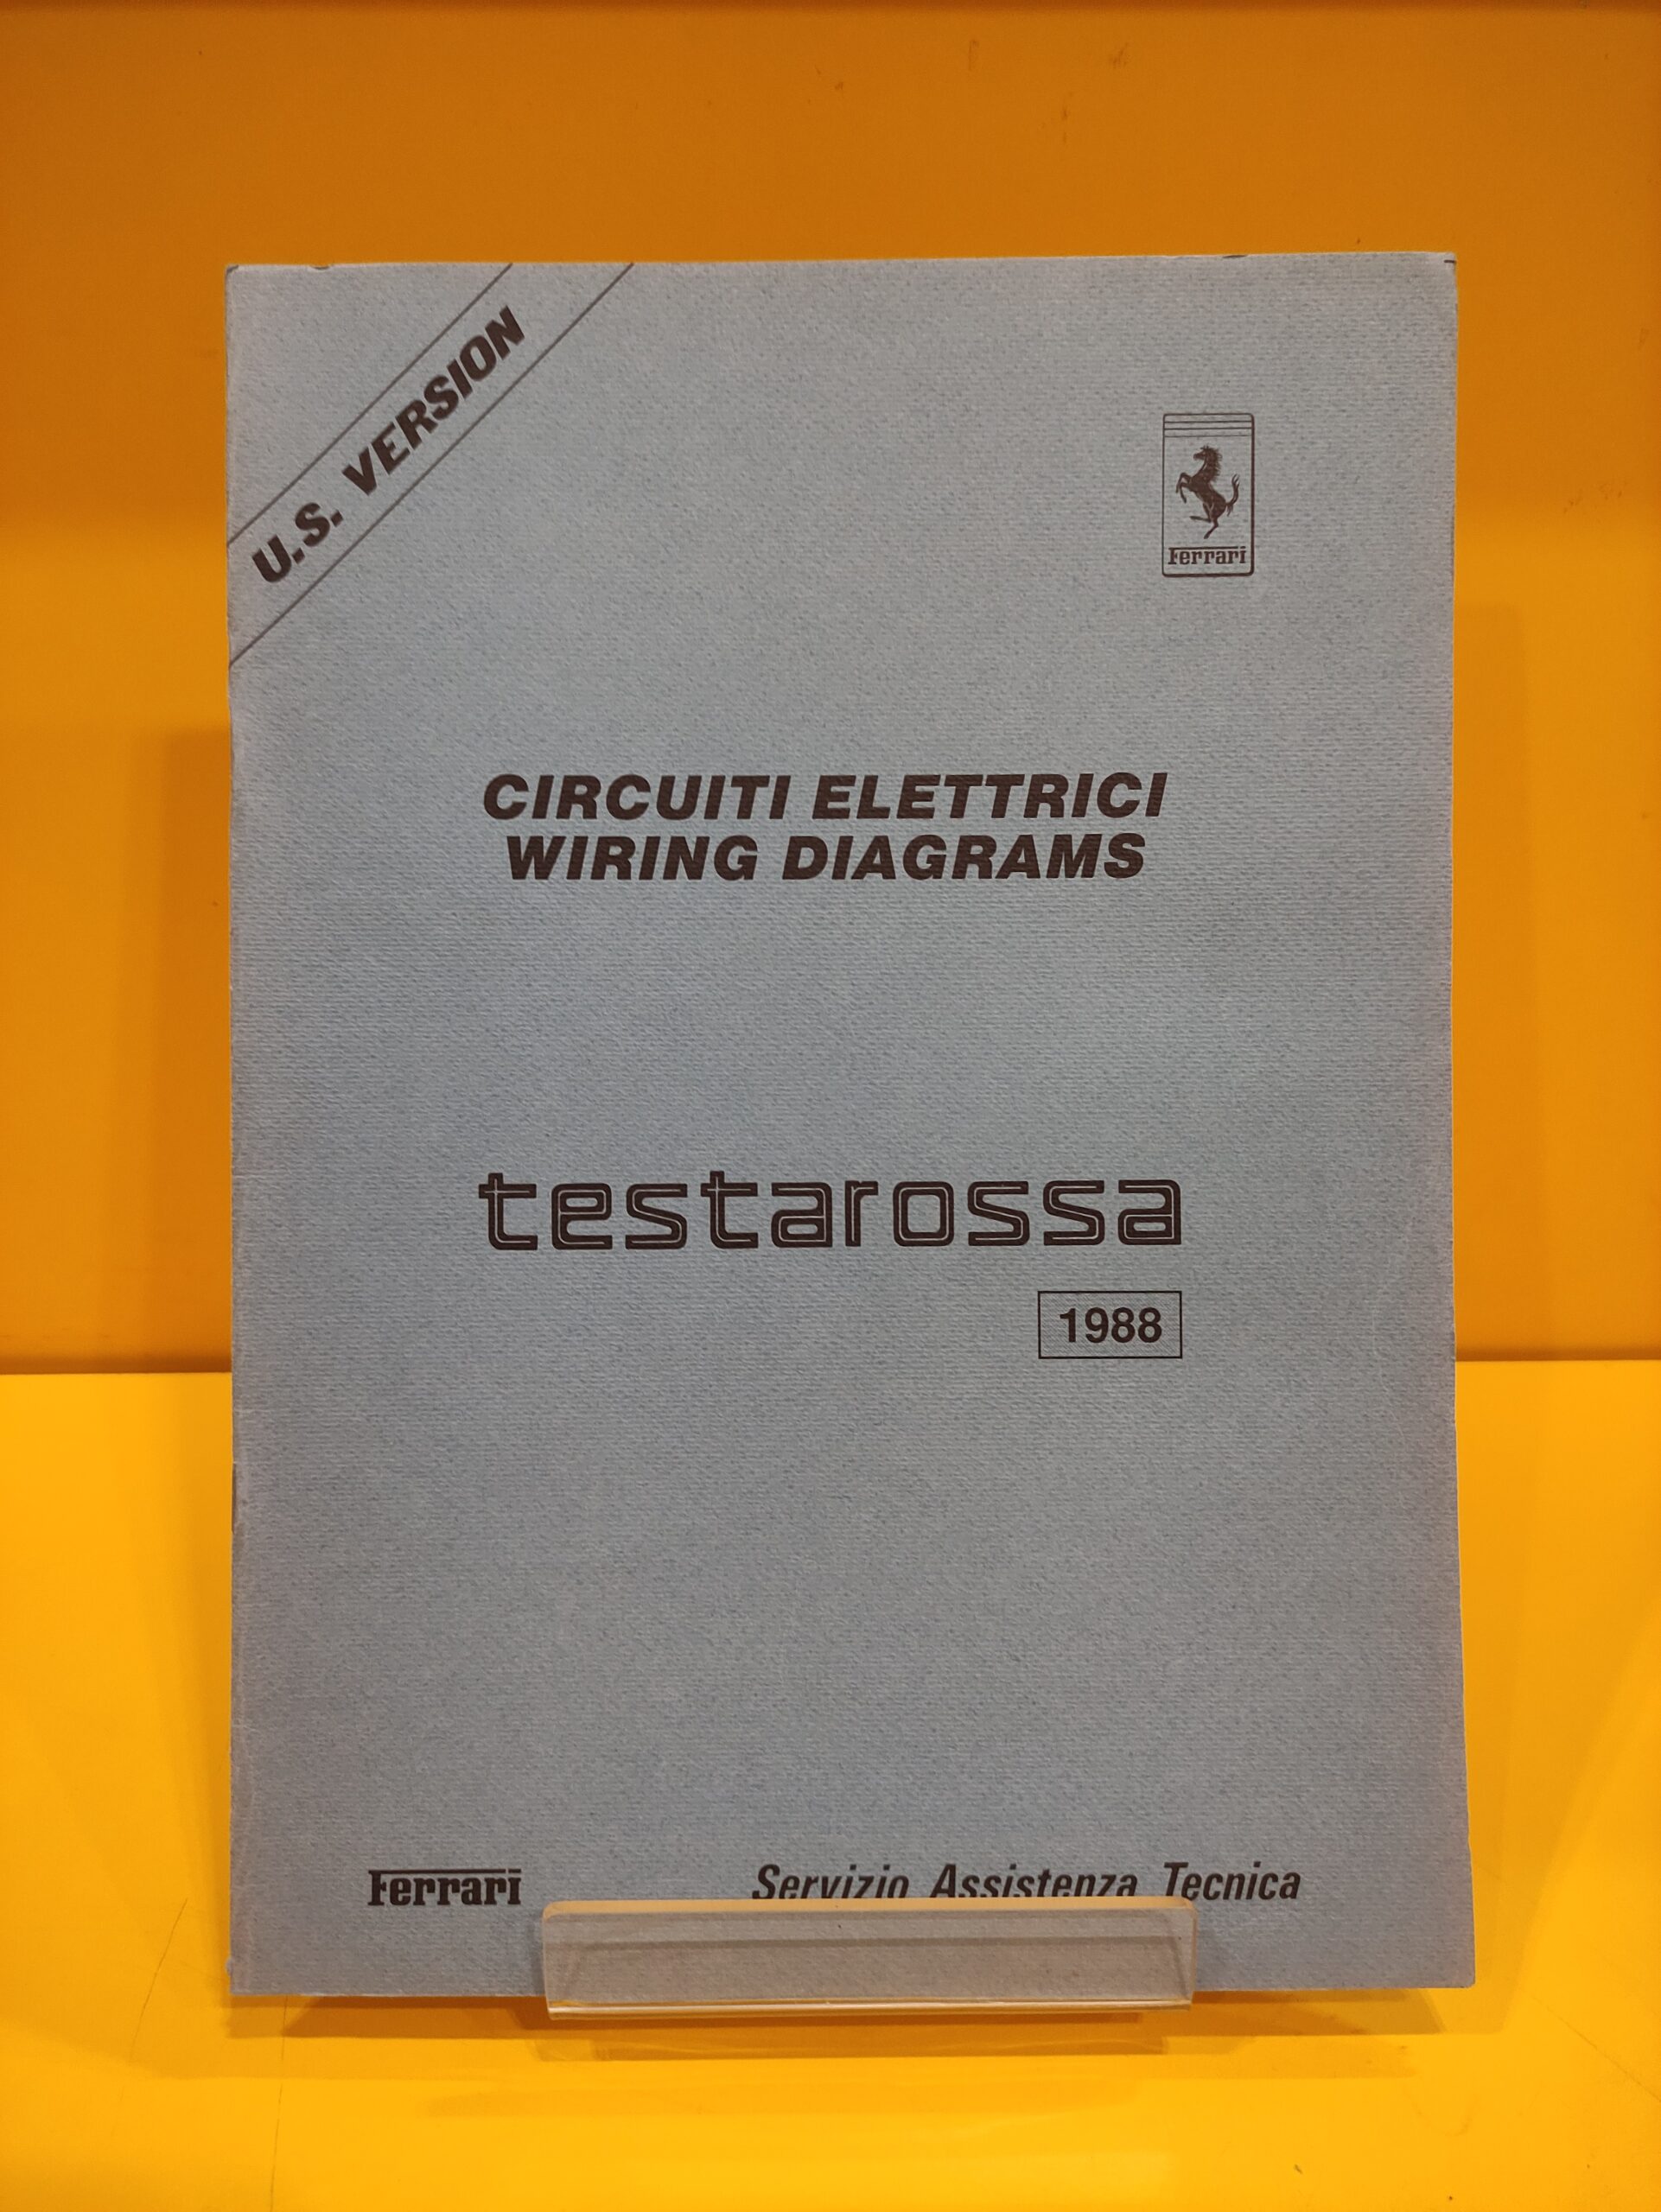 U.S. VERSION
Ferrari
CIRCUITI ELETTRICI
WIRING DIAGRAMS
testarossa
1988
Ferrari
Servizio Assistenza Tecnica